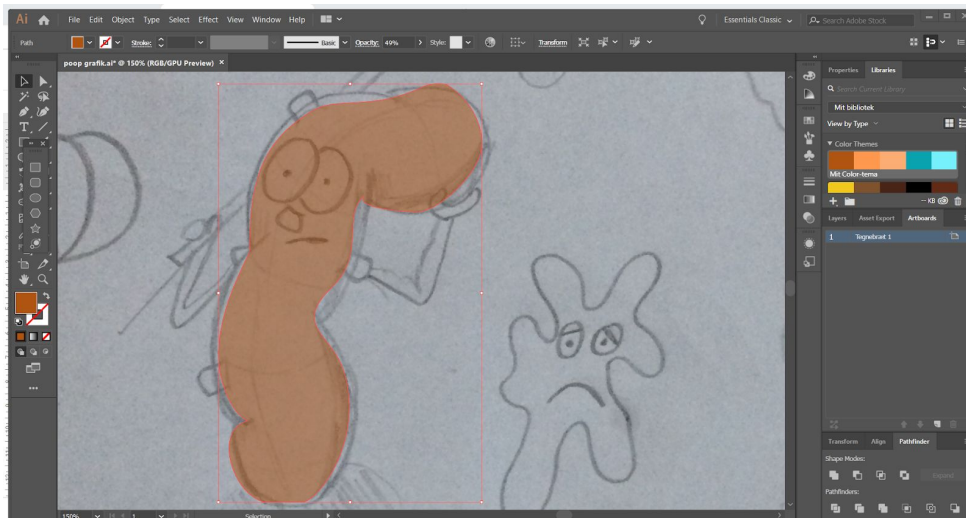 Ai File Edit Object Type Select Effect View Window Help Essentials Classic Search Adobe Stock
Path Stroke: Basic Opacity: 49% Style: Transform
poop grafik.ai* @ 150% (RGB/GPU Preview) ×
Properties Libraries
Search Current Library
Mit bibliotek
View by Type
Color Themes
Mit Color-tema
-- KB
Layers Asset Export Artboards
1 Tegnebræt 1
Transform Align Pathfinder
Shape Modes:
Expand
Pathfinders:
150% 1 Selection